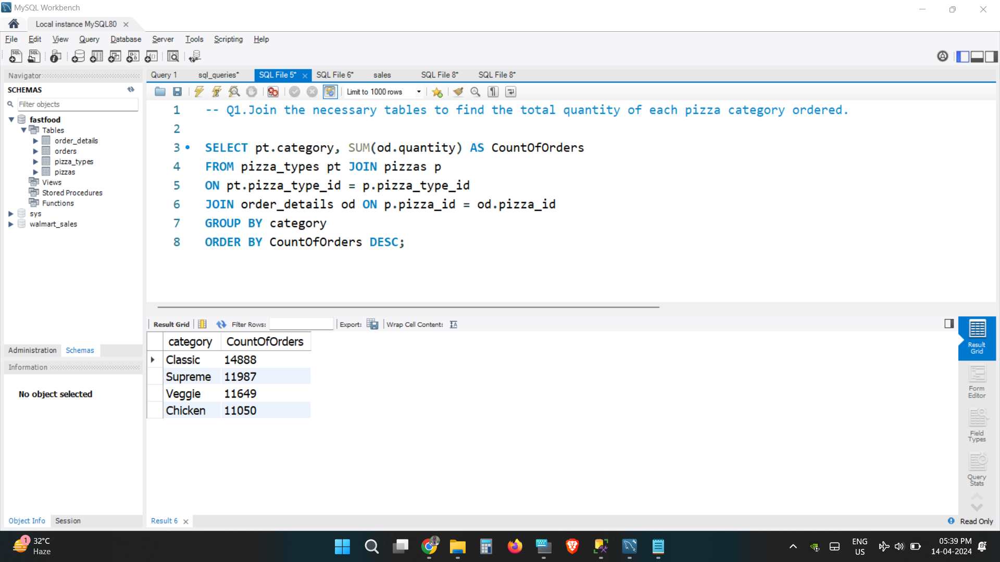 MySQL Workbench
Local instance MySQL80
File Edit View Query Database Server Tools Scripting Help
Navigator
SCHEMAS
Filter objects
fastfood
Tables
order_details
orders
pizza_types
pizzas
Views
Stored Procedures
Functions
sys
walmart_sales
Administration Schemas
Information
No object selected
Object Info Session
Query 1 sql_queries* SQL File 5* SQL File 6* sales SQL File 8* SQL File 8*
Limit to 1000 rows
1 -- Q1.Join the necessary tables to find the total quantity of each pizza category ordered.
2
3 SELECT pt.category, SUM(od.quantity) AS CountOfOrders
4 FROM pizza_types pt JOIN pizzas p
5 ON pt.pizza_type_id = p.pizza_type_id
6 JOIN order_details od ON p.pizza_id = od.pizza_id
7 GROUP BY category
8 ORDER BY CountOfOrders DESC;
Result Grid Filter Rows: Export: Wrap Cell Content:
category CountOfOrders
Classic 14888
Supreme 11987
Veggie 11649
Chicken 11050
Result
Grid
Form
Editor
Field
Types
Query
Stats
Result 6
Read Only
1
32°C
Haze
ENG
US
05:39 PM
14-04-2024